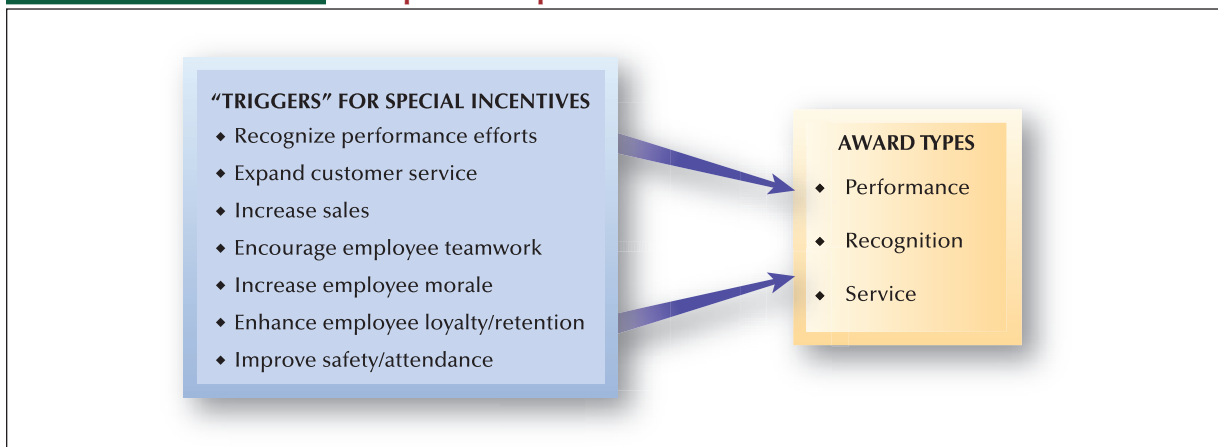 “TRIGGERS” FOR SPECIAL INCENTIVES
◆ Recognize performance efforts
◆ Expand customer service
◆ Increase sales
◆ Encourage employee teamwork
◆ Increase employee morale
◆ Enhance employee loyalty/retention
◆ Improve safety/attendance
AWARD TYPES
◆ Performance
◆ Recognition
◆ Service